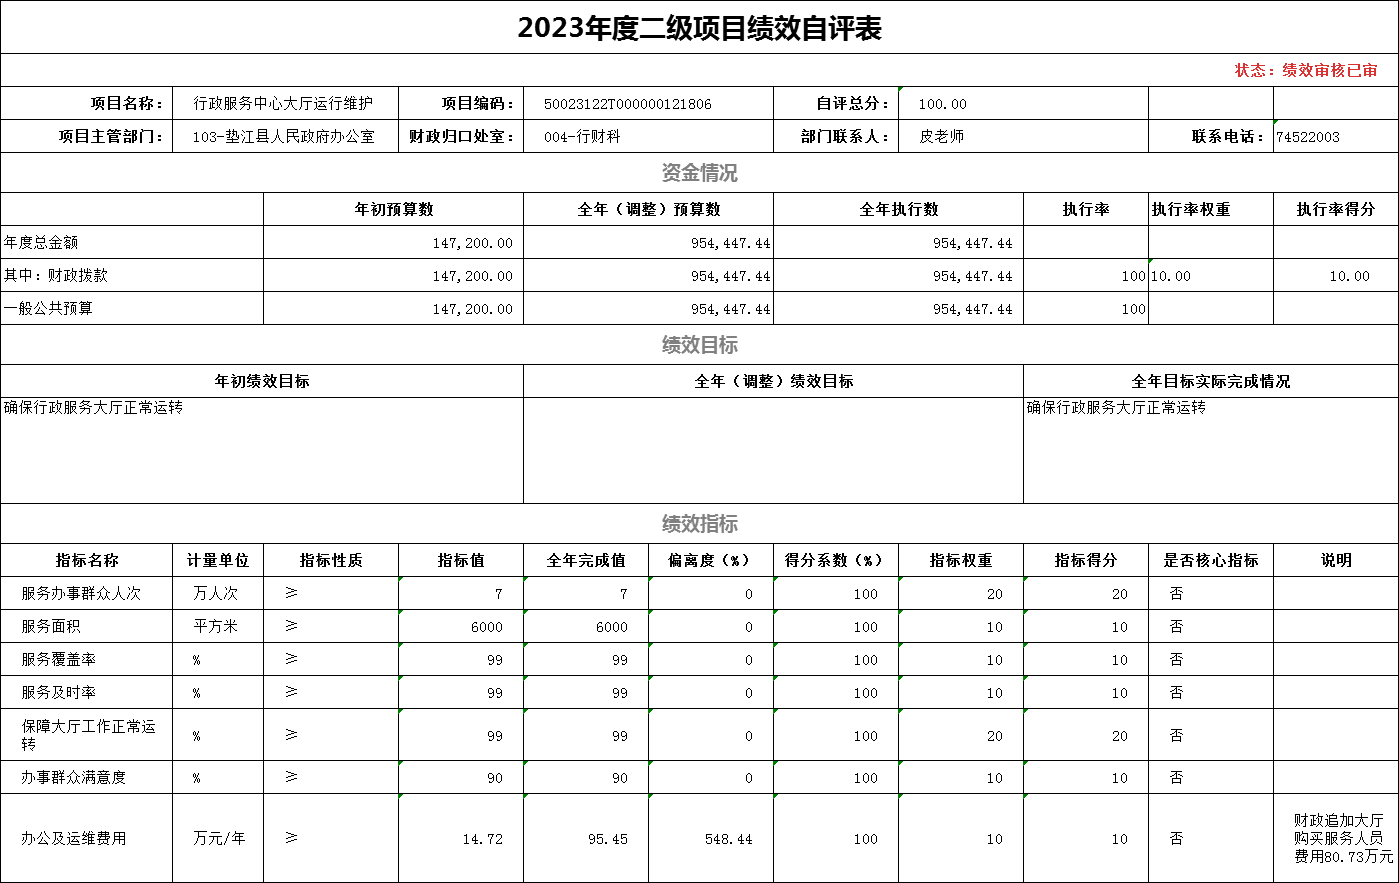 2023年度二级项目绩效自评表
状态：绩效审核已审
项目名称： 行政服务中心大厅运行维护 项目编码： 50023122T000000121806 自评总分： 100.00
项目主管部门： 103-垫江县人民政府办公室 财政归口处室： 004-行财科 部门联系人： 皮老师 联系电话： 74522003
资金情况
年初预算数 全年（调整）预算数 全年执行数 执行率 执行率权重 执行率得分
年度总金额 147,200.00 954,447.44 954,447.44
其中：财政拨款 147,200.00 954,447.44 954,447.44 100 10.00 10.00
一般公共预算 147,200.00 954,447.44 954,447.44 100
绩效目标
年初绩效目标 全年（调整）绩效目标 全年目标实际完成情况
确保行政服务大厅正常运转 确保行政服务大厅正常运转
绩效指标
指标名称 计量单位 指标性质 指标值 全年完成值 偏离度（%） 得分系数（%） 指标权重 指标得分 是否核心指标 说明
服务办事群众人次 万人次 ≥ 7 7 0 100 20 20 否
服务面积 平方米 ≥ 6000 6000 0 100 10 10 否
服务覆盖率 % ≥ 99 99 0 100 10 10 否
服务及时率 % ≥ 99 99 0 100 10 10 否
保障大厅工作正常运
转 % ≥ 99 99 0 100 20 20 否
办事群众满意度 % ≥ 90 90 0 100 10 10 否
办公及运维费用 万元/年 ≥ 14.72 95.45 548.44 100 10 10 否 财政追加大厅
购买服务人员
费用80.73万元